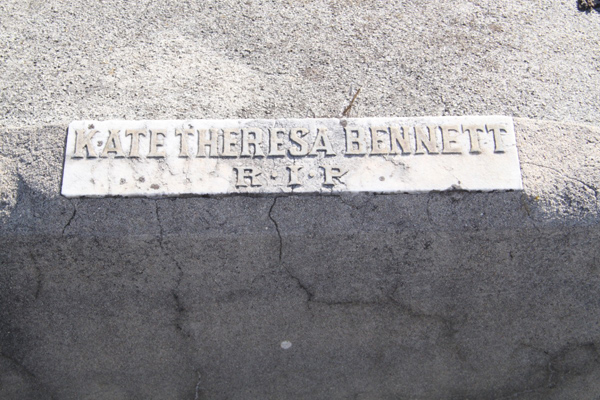 KATE THERESA BENNETT
R·I·P